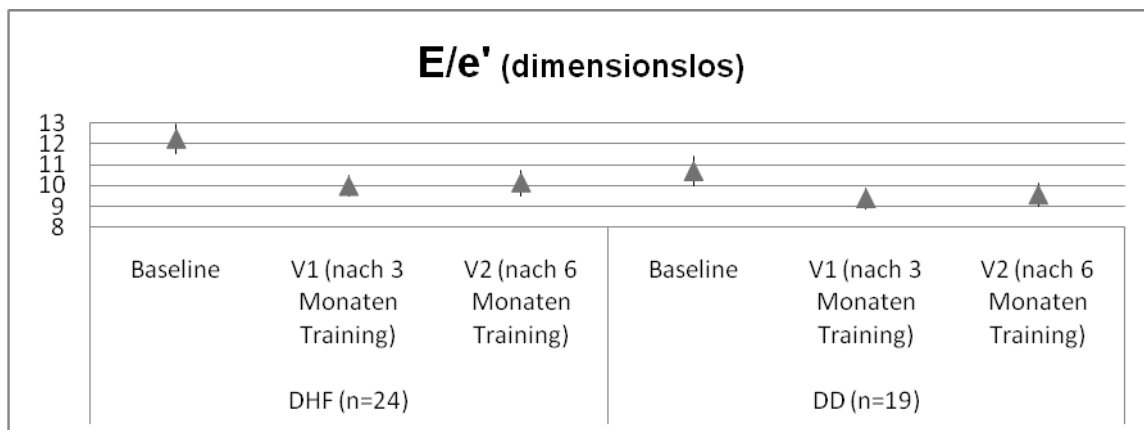 E/e' (dimensionslos)
13
12
11
10
9
8
Baseline
V1 (nach 3
Monaten
Training)
V2 (nach 6
Monaten
Training)
Baseline
V1 (nach 3
Monaten
Training)
V2 (nach 6
Monaten
Training)
DHF (n=24)
DD (n=19)